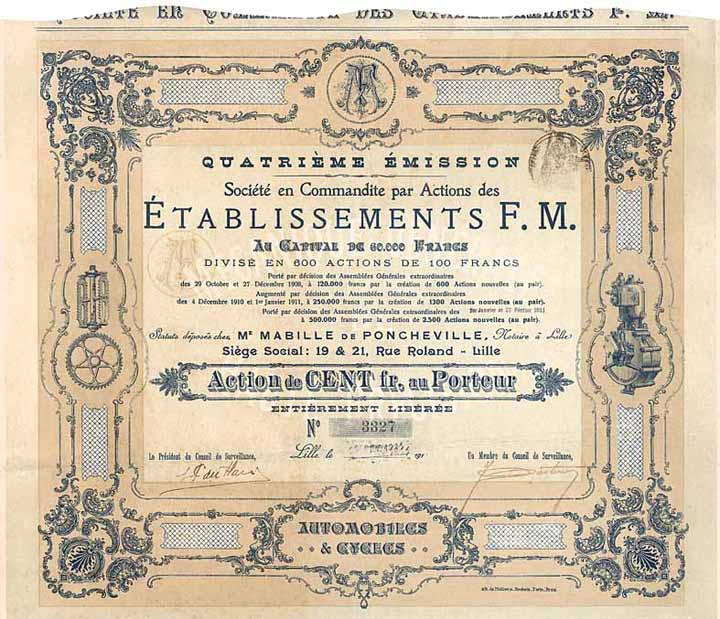 QUATRIÈME ÉMISSION
Société en Commandite par Actions des
ÉTABLISSEMENTS F. M.
AU CAPITAL DE 60.000 FRANCS
DIVISÉ EN 600 ACTIONS DE 100 FRANCS
Porté par décision des Assemblées Générales extraordinaires
des 29 Octobre et 27 Décembre 1908, à 120.000 francs par la création de 600 Actions nouvelles (au pair).
Augmenté par décision des Assemblées Générales extraordinaires
des 4 Décembre 1910 et 1er Janvier 1911, à 250.000 francs par la création de 1300 Actions nouvelles (au pair).
Porté par décision des Assemblées Générales extraordinaires des Janvier et 27 Février 1911
à 500.000 francs par la création de 2.500 Actions nouvelles (au pair).
Statuts déposés chez Me MABILLE DE PONCHEVILLE, Notaire à Lille
Siège Social : 19 & 21, Rue Roland - Lille
Action de CENT fr. au Porteur
ENTIÈREMENT LIBÉRÉE
No 3327
Le Président du Conseil de Surveillance,
Lille, le 191
Un Membre du Conseil de Surveillance,
AUTOMOBILES
& CYCLES